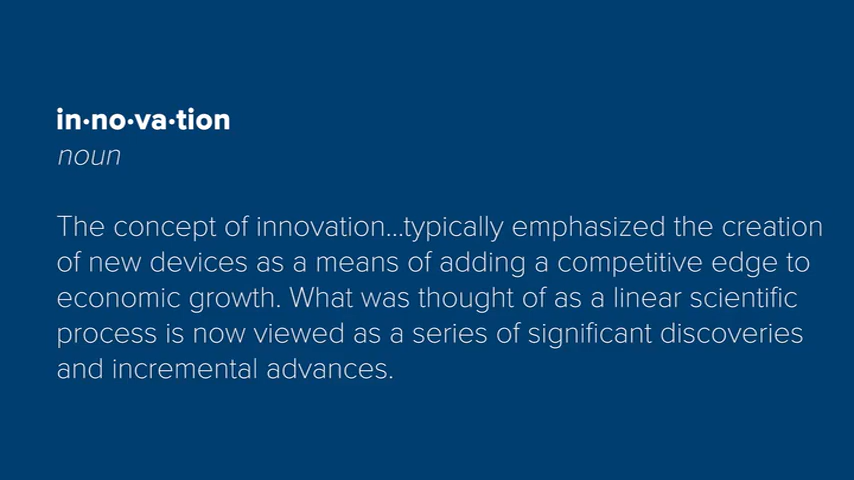 in·no·va·tion
noun
The concept of innovation...typically emphasized the creation
of new devices as a means of adding a competitive edge to
economic growth. What was thought of as a linear scientific
process is now viewed as a series of significant discoveries
and incremental advances.